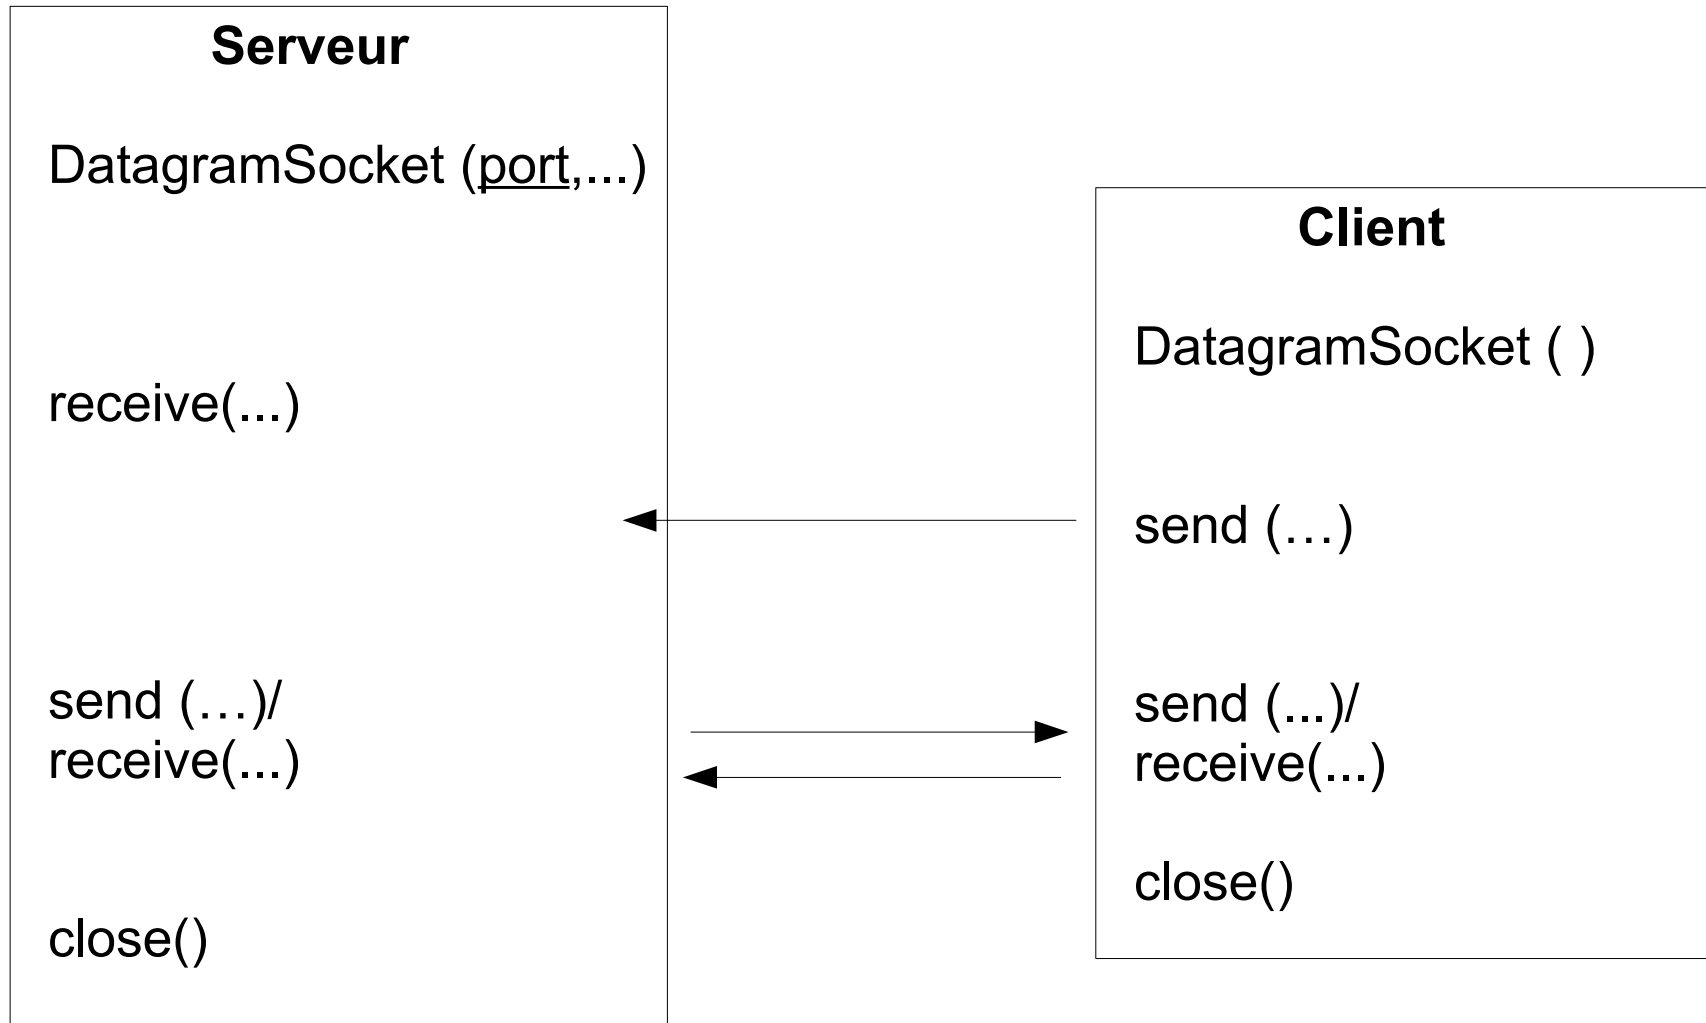 Serveur
DatagramSocket (port,...)
receive(...)
send (…)/
receive(...)
close()
Client
DatagramSocket ( )
send (…)
send (...)/
receive(...)
close()